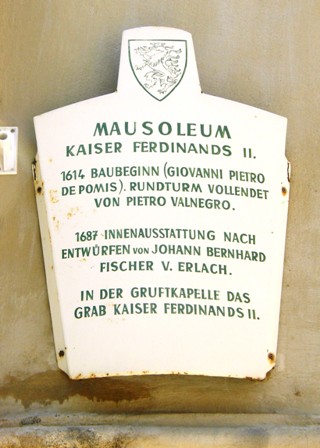 MAUSOLEUM
KAISER FERDINANDS II.
1614 BAUBEGINN (GIOVANNI PIETRO
DE POMIS). RUNDTURM VOLLENDET
VON PIETRO VALNEGRO.
1687 INNENAUSSTATTUNG NACH
ENTWÜRFEN VON JOHANN BERNHARD
FISCHER V. ERLACH.
IN DER GRUFTKAPELLE DAS
GRAB KAISER FERDINANDS II.